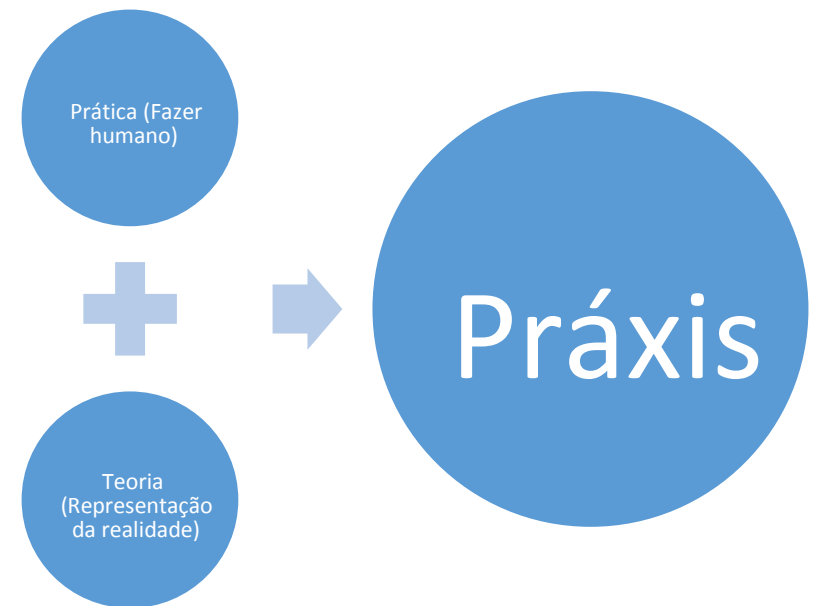 Prática (Fazer
humano)
Teoria
(Representação
da realidade)
Práxis